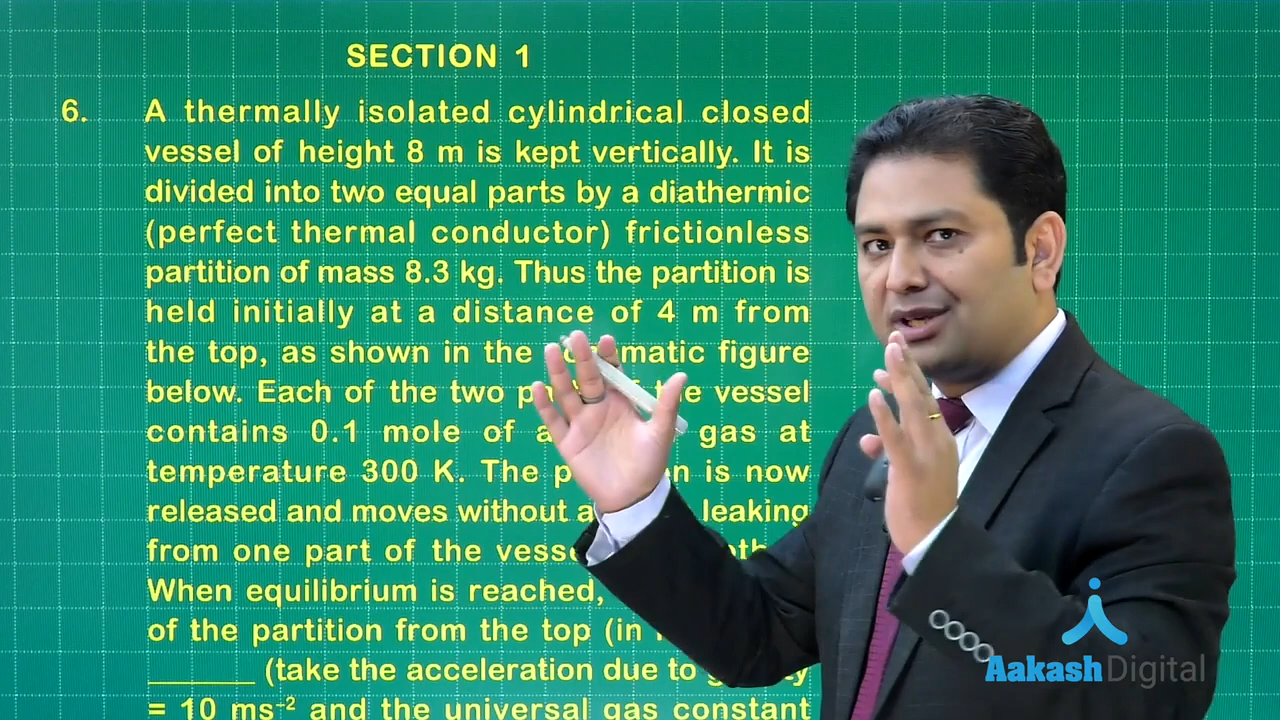 SECTION 1
6. A thermally isolated cylindrical closed
vessel of height 8 m is kept vertically. It is
divided into two equal parts by a diathermic
(perfect thermal conductor) frictionless
partition of mass 8.3 kg. Thus the partition is
held initially at a distance of 4 m from
the top, as shown in the matic figure
below. Each of the two vessel
contains 0.1 mole of a gas at
temperature 300 K. The is now
released and moves without leaking
from one part of the
When equilibrium is reached,
of the partition from the top (in
______ (take the acceleration due to
= 10 ms⁻² and the universal gas constant
Aakash Digital